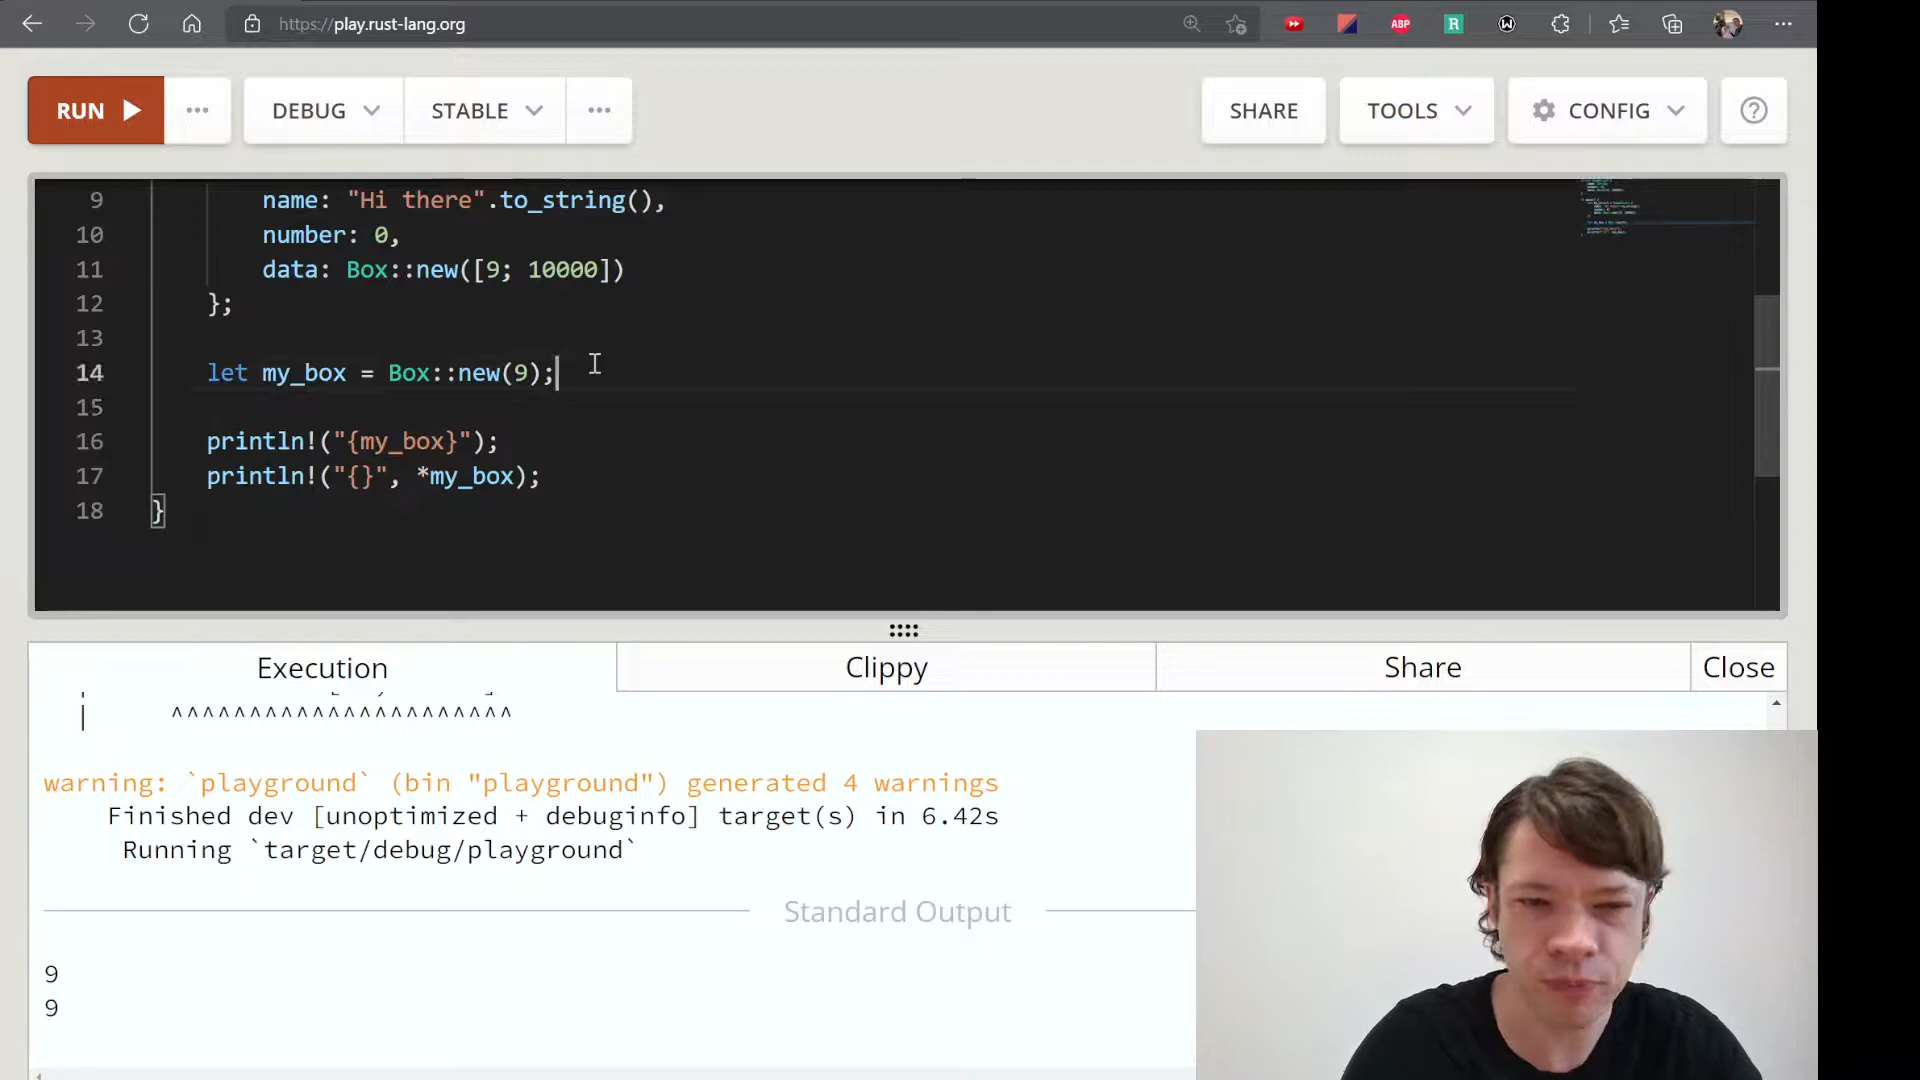 https://play.rust-lang.org
ABP
R
W
RUN
DEBUG
STABLE
SHARE
TOOLS
CONFIG
9 name: "Hi there".to_string(),
10 number: 0,
11 data: Box::new([9; 10000])
12 };
13
14 let my_box = Box::new(9);
15
16 println!("{my_box}");
17 println!("{}", *my_box);
18 }
Execution
Clippy
Share
Close
| ^^^^^^^^^^^^^^^^^^^^^^
warning: `playground` (bin "playground") generated 4 warnings
Finished dev [unoptimized + debuginfo] target(s) in 6.42s
Running `target/debug/playground`
Standard Output
9
9